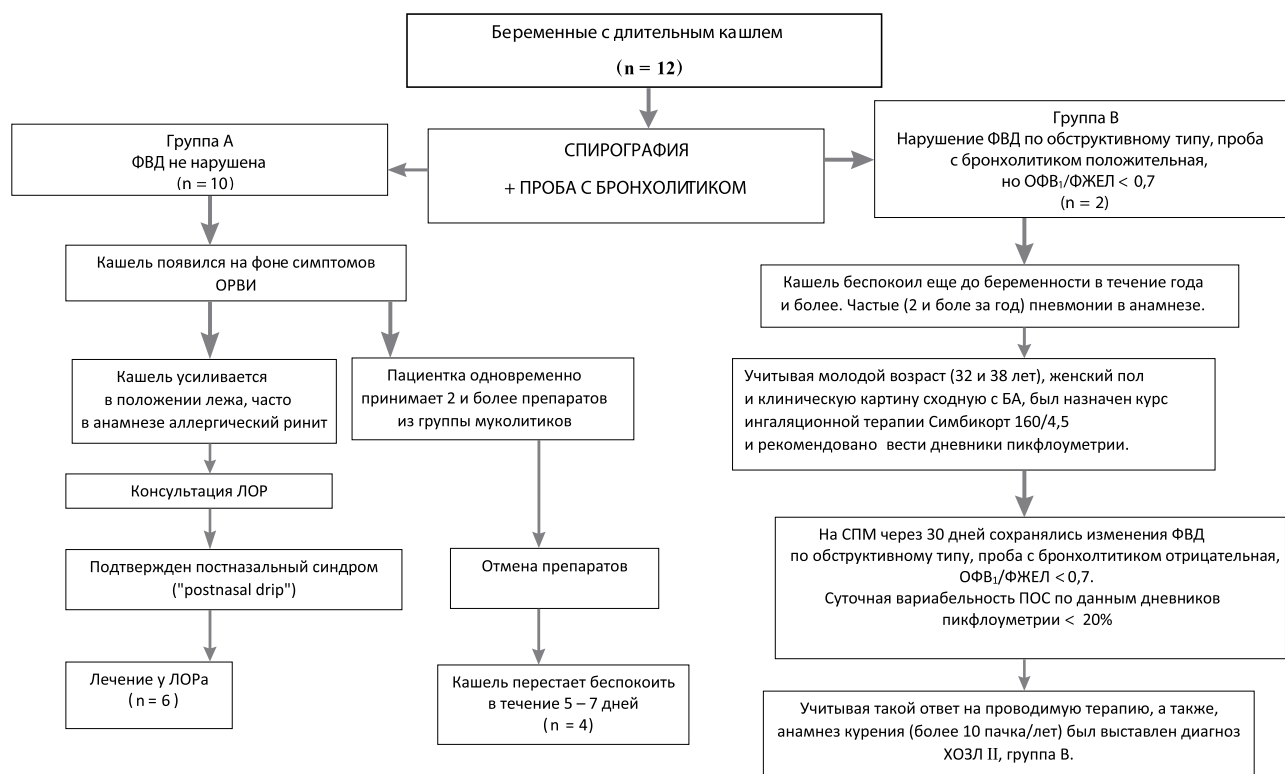 Беременные с длительным кашлем
(n = 12)
СПИРОГРАФИЯ
+ ПРОБА С БРОНХОЛИТИКОМ
Группа А
ФВД не нарушена
(n = 10)
Кашель появился на фоне симптомов
ОРВИ
Кашель усиливается
в положении лежа, часто
в анамнезе аллергический ринит
Консультация ЛОР
Подтвержден постназальный синдром
("postnasal drip")
Лечение у ЛОРа
(n = 6)
Пациентка одновременно
принимает 2 и более препаратов
из группы муколитиков
Отмена препаратов
Кашель перестает беспокоить
в течение 5 – 7 дней
(n = 4)
Группа В
Нарушение ФВД по обструктивному типу, проба
с бронхолитиком положительная,
но ОФВ₁/ФЖЕЛ < 0,7
(n = 2)
Кашель беспокоил еще до беременности в течение года
и более. Частые (2 и боле за год) пневмонии в анамнезе.
Учитывая молодой возраст (32 и 38 лет), женский пол
и клиническую картину сходную с БА, был назначен курс
ингаляционной терапии Симбикорт 160/4,5
и рекомендовано вести дневники пикфлоуметрии.
На СПМ через 30 дней сохранялись изменения ФВД
по обструктивному типу, проба с бронхолтитиком отрицательная,
ОФВ₁/ФЖЕЛ < 0,7.
Суточная вариабельность ПОС по данным дневников
пикфлоуметрии < 20%
Учитывая такой ответ на проводимую терапию, а также,
анамнез курения (более 10 пачка/лет) был выставлен диагноз
ХОЗЛ II, группа В.